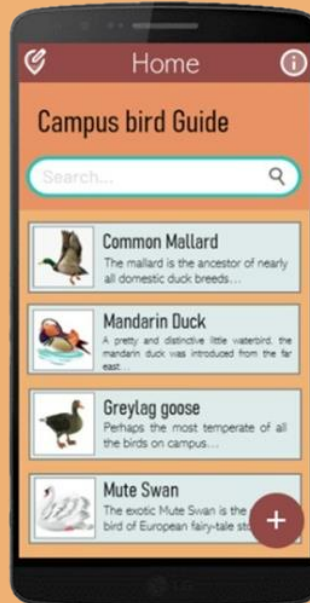 Home
Campus bird Guide
Search...
Common Mallard
The mallard is the ancestor of nearly
all domestic duck breeds...
Mandarin Duck
A pretty and distinctive little waterbird, the
mandarin duck was introduced from the far
east...
Greylag goose
Perhaps the most temperate of all
the birds on campus...
Mute Swan
The exotic Mute Swan is the
bird of European fairy-tale
LG